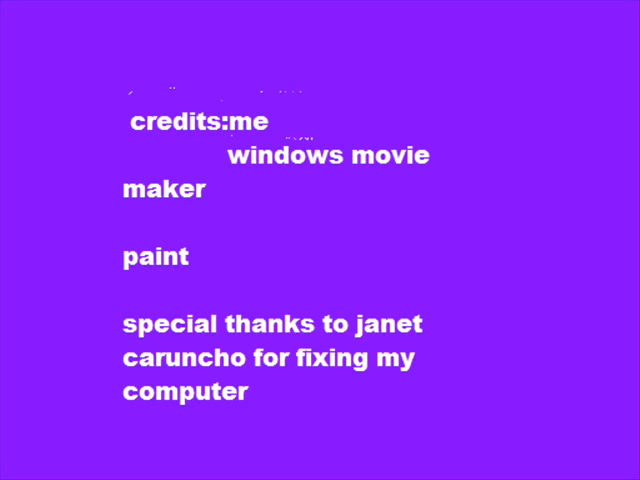 credits:me
windows movie
maker
paint
special thanks to janet
caruncho for fixing my
computer